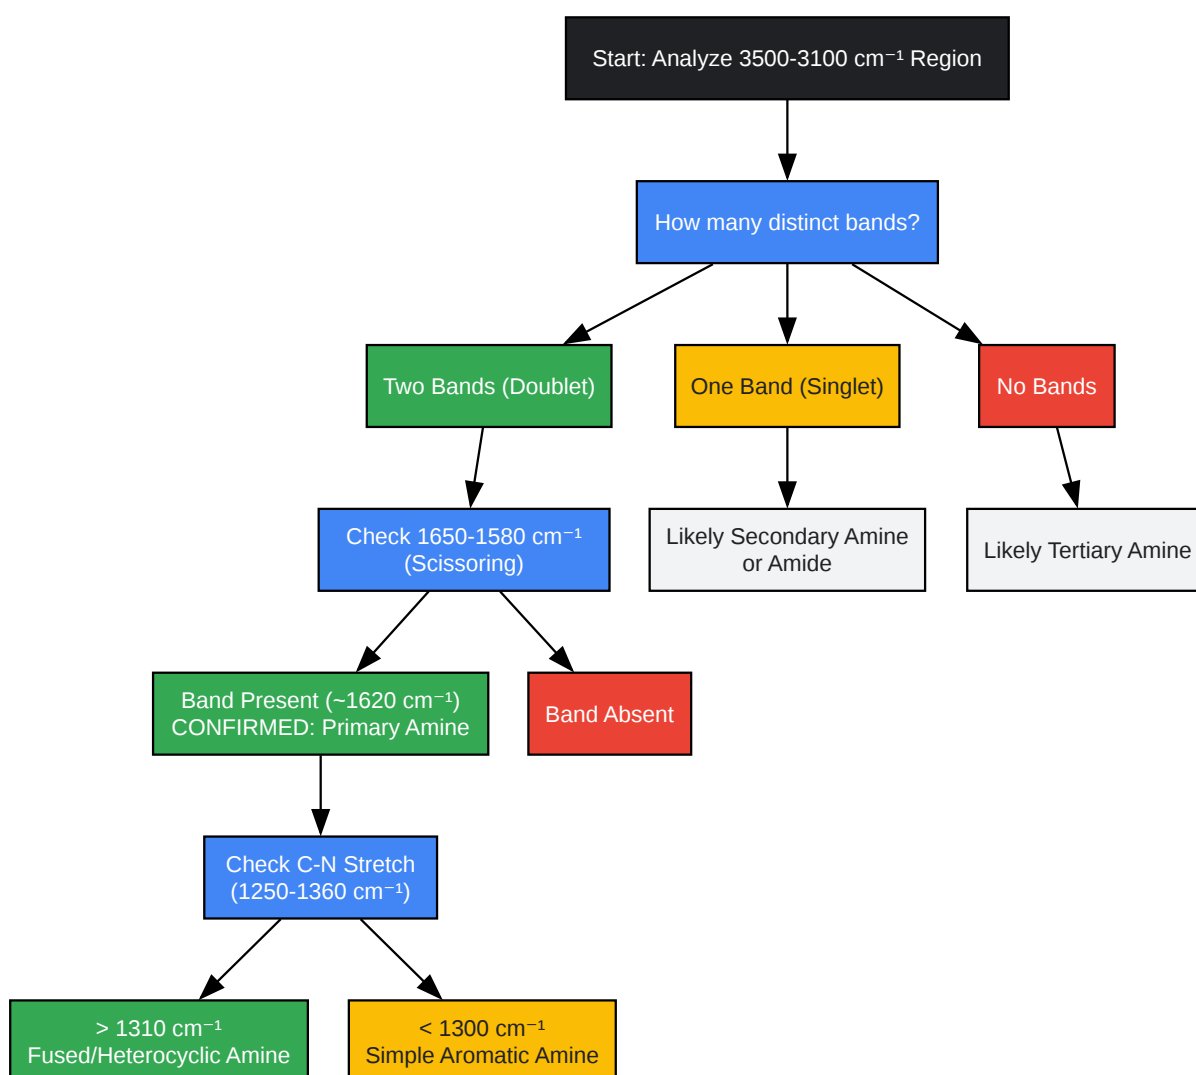 Start: Analyze 3500-3100 cm⁻¹ Region
How many distinct bands?
Two Bands (Doublet)
One Band (Singlet)
No Bands
Check 1650-1580 cm⁻¹
(Scissoring)
Likely Secondary Amine
or Amide
Likely Tertiary Amine
Band Present (~1620 cm⁻¹)
CONFIRMED: Primary Amine
Band Absent
Check C-N Stretch
(1250-1360 cm⁻¹)
> 1310 cm⁻¹
Fused/Heterocyclic Amine
< 1300 cm⁻¹
Simple Aromatic Amine